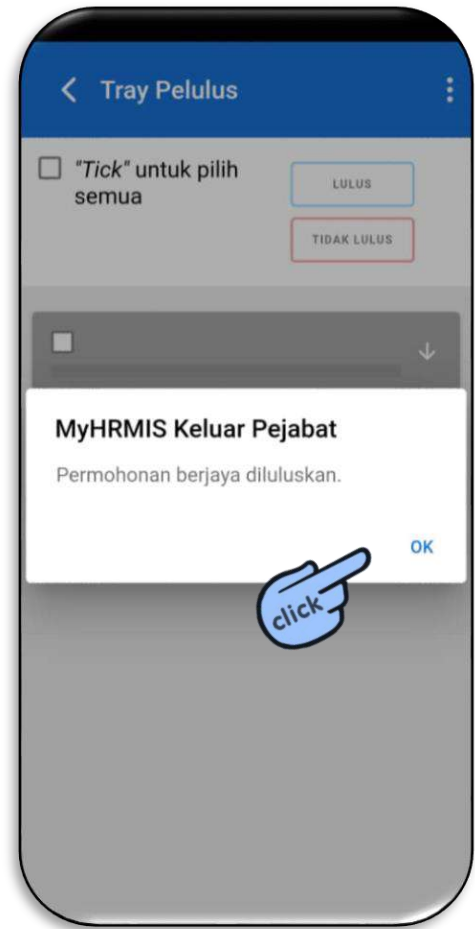 Tray Pelulus
"Tick" untuk pilih
semua
LULUS
TIDAK LULUS
MyHRMIS Keluar Pejabat
Permohonan berjaya diluluskan.
OK
click